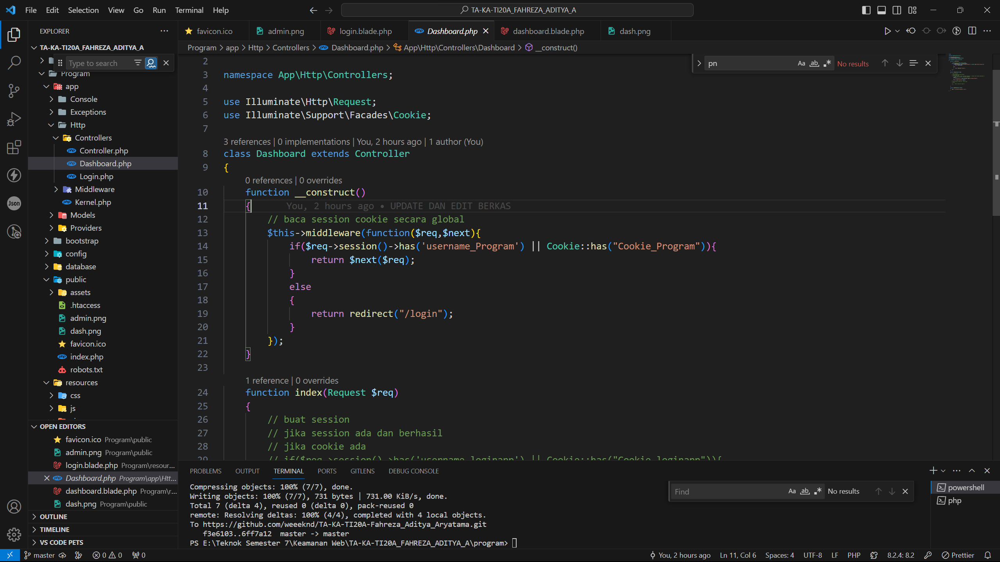 File Edit Selection View Go Run Terminal Help
TA-KA-TI20A_FAHREZA_ADITYA_A
EXPLORER
TA-KA-TI20A_FAHREZA_ADITYA_A
Type to search
Program
app
Console
Exceptions
Http
Controllers
Controller.php
Dashboard.php
Login.php
Middleware
Kernel.php
Models
Providers
bootstrap
config
database
public
assets
.htaccess
admin.png
dash.png
favicon.ico
index.php
robots.txt
resources
css
js
OPEN EDITORS
favicon.ico Program\public
admin.png Program\public
login.blade.php Program\resour...
Dashboard.php Program\app\Htt...
dashboard.blade.php Program\r...
dash.png Program\public
OUTLINE
TIMELINE
VS CODE PETS
favicon.ico admin.png login.blade.php Dashboard.php dashboard.blade.php dash.png
Program > app > Http > Controllers > Dashboard.php > App\Http\Controllers\Dashboard > __construct()
pn Aa ab .* No results
2
3 namespace App\Http\Controllers;
4
5 use Illuminate\Http\Request;
6 use Illuminate\Support\Facades\Cookie;
7
3 references | 0 implementations | You, 2 hours ago | 1 author (You)
8 class Dashboard extends Controller
9 {
0 references | 0 overrides
10 function __construct()
11 { You, 2 hours ago • UPDATE DAN EDIT BERKAS
12 // baca session cookie secara global
13 $this->middleware(function($req,$next){
14 if($req->session()->has('username_Program') || Cookie::has("Cookie_Program")){
15 return $next($req);
16 }
17 else
18 {
19 return redirect("/login");
20 }
21 });
22 }
23
1 reference | 0 overrides
24 function index(Request $req)
25 {
26 // buat session
27 // jika session ada dan berhasil
28 // jika cookie ada
29 // if($req->session()->has('username_loginapp') || Cookie::has("Cookie_loginapp")){
PROBLEMS OUTPUT TERMINAL PORTS GITLENS DEBUG CONSOLE
Find Aa ab .* No results
powershell
php
Compressing objects: 100% (7/7), done.
Writing objects: 100% (7/7), 731 bytes | 731.00 KiB/s, done.
Total 7 (delta 4), reused 0 (delta 0), pack-reused 0
remote: Resolving deltas: 100% (4/4), completed with 4 local objects.
To https://github.com/weeeknd/TA-KA-TI20A-Fahreza_Aditya_Aryatama.git
f3e6103..6ff7a12 master -> master
PS E:\Teknok Semester 7\Keamanan Web\TA-KA-TI20A_FAHREZA_ADITYA_A\program>
master 0 0 0 You, 2 hours ago Ln 11, Col 6 Spaces: 4 UTF-8 LF PHP 8.2.4: 8.2 Prettier